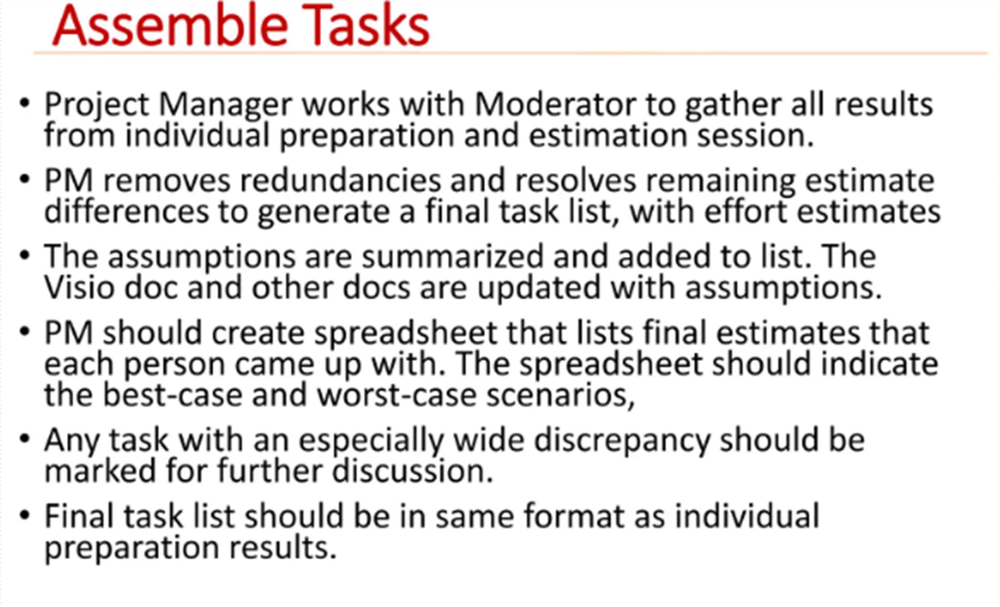 Assemble Tasks
• Project Manager works with Moderator to gather all results
from individual preparation and estimation session.
• PM removes redundancies and resolves remaining estimate
differences to generate a final task list, with effort estimates
• The assumptions are summarized and added to list. The
Visio doc and other docs are updated with assumptions.
• PM should create spreadsheet that lists final estimates that
each person came up with. The spreadsheet should indicate
the best-case and worst-case scenarios,
• Any task with an especially wide discrepancy should be
marked for further discussion.
• Final task list should be in same format as individual
preparation results.